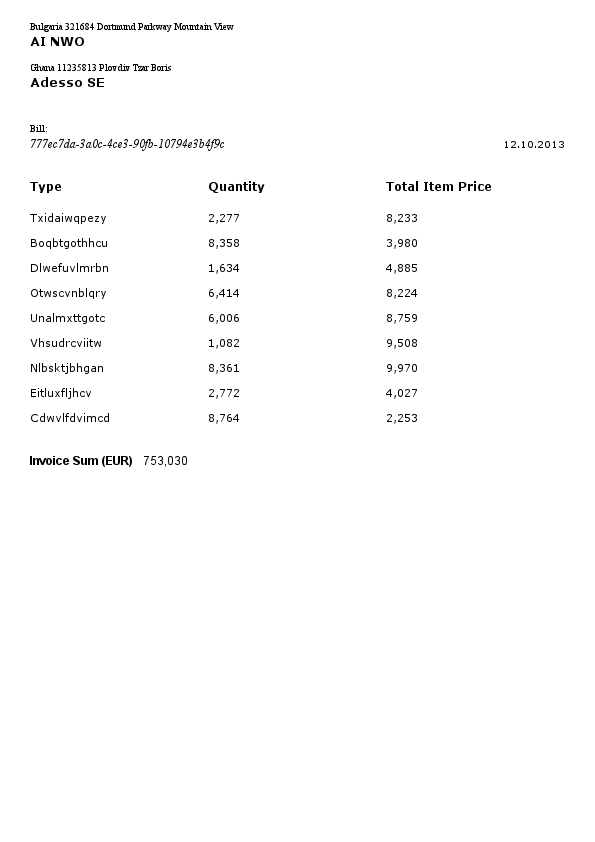 Bulgaria 321684 Dortmund Parkway Mountain View
AI NWO
Ghana 11235813 Plovdiv Tzar Boris
Adesso SE
Bill:
777ec7da-3a0c-4ce3-90fb-10794e3b4f9c 12.10.2013
Type Quantity Total Item Price
Txidaiwqpezy 2,277 8,233
Boqbtgothhcu 8,358 3,980
Dlwefuvlmrbn 1,634 4,885
Otwscvnblqry 6,414 8,224
Unalmxttgotc 6,006 8,759
Vhsudrcviitw 1,082 9,508
Nlbsktjbhgan 8,361 9,970
Eitluxfljhcv 2,772 4,027
Cdwvlfdvimcd 8,764 2,253
Invoice Sum (EUR) 753,030